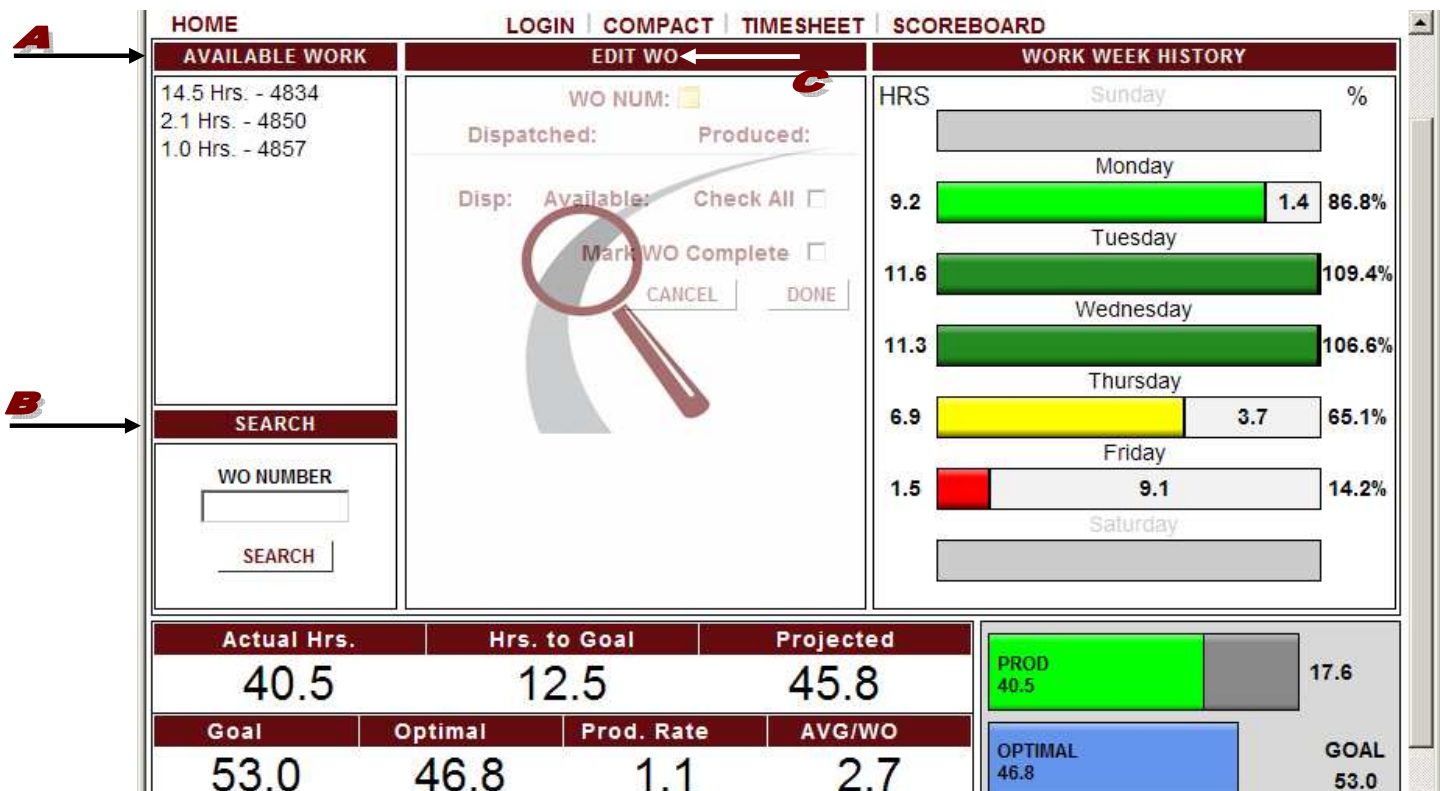 HOME LOGIN COMPACT TIMESHEET SCOREBOARD
A
AVAILABLE WORK
14.5 Hrs. - 4834
2.1 Hrs. - 4850
1.0 Hrs. - 4857
B
SEARCH
WO NUMBER
SEARCH
EDIT WO
C
WO NUM:
Dispatched: Produced:
Disp: Available: Check All
Mark WO Complete
CANCEL DONE
WORK WEEK HISTORY
HRS Sunday %
Monday
9.2 1.4 86.8%
Tuesday
11.6 109.4%
Wednesday
11.3 106.6%
Thursday
6.9 3.7 65.1%
Friday
1.5 9.1 14.2%
Saturday
Actual Hrs. Hrs. to Goal Projected
40.5 12.5 45.8
Goal Optimal Prod. Rate AVG/WO
53.0 46.8 1.1 2.7
PROD
40.5
17.6
OPTIMAL
46.8
GOAL
53.0